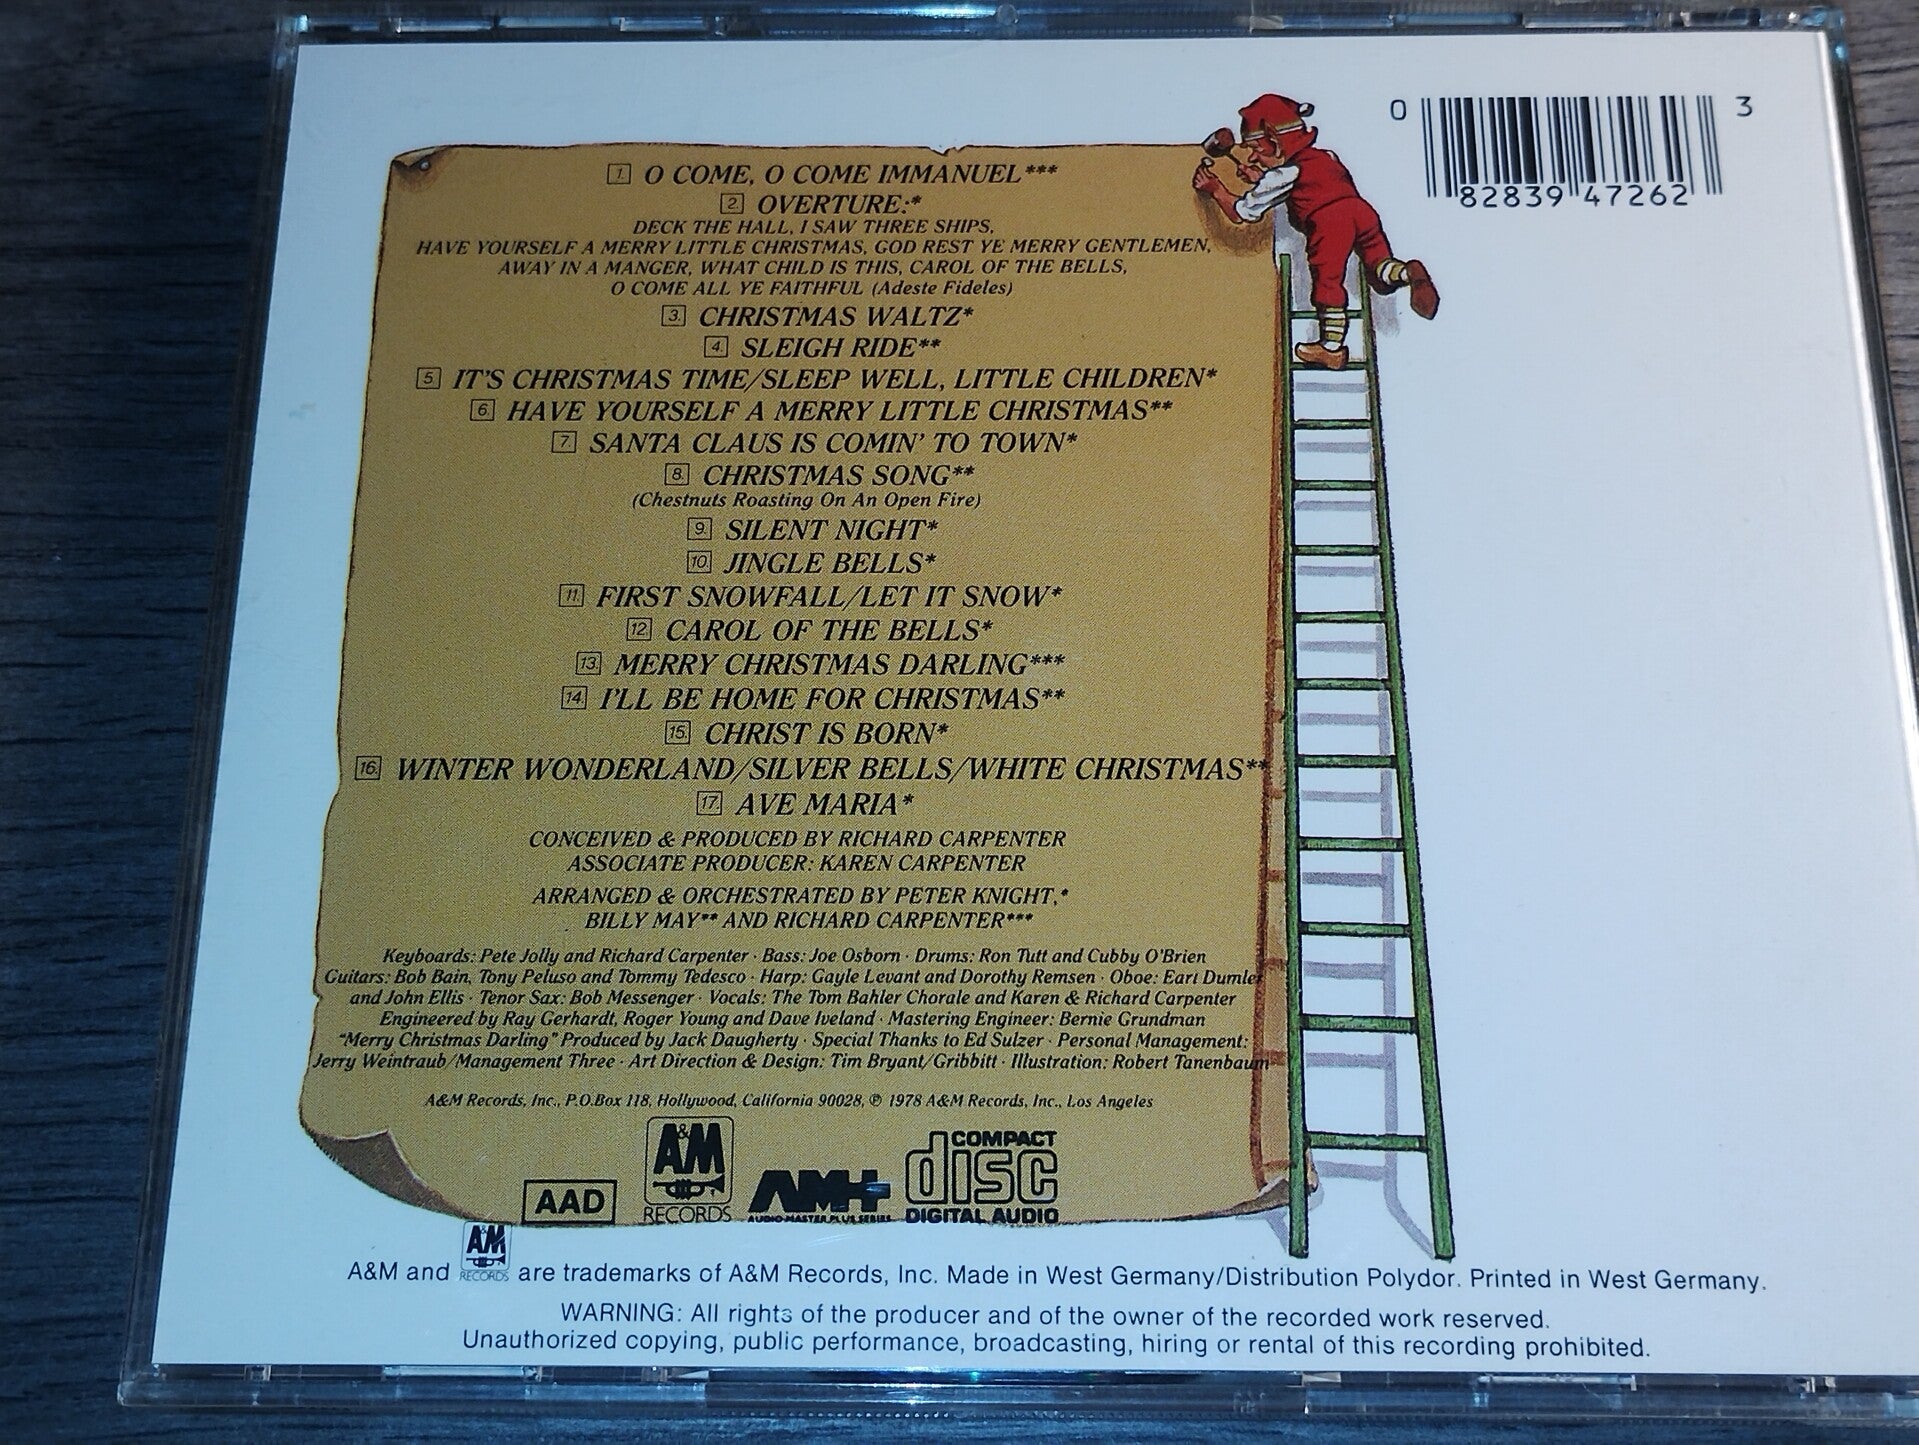 0 82839 47262 3
1. O COME, O COME IMMANUEL***
2. OVERTURE:*
DECK THE HALL, I SAW THREE SHIPS,
HAVE YOURSELF A MERRY LITTLE CHRISTMAS, GOD REST YE MERRY GENTLEMEN,
AWAY IN A MANGER, WHAT CHILD IS THIS, CAROL OF THE BELLS,
O COME ALL YE FAITHFUL (Adeste Fideles)
3. CHRISTMAS WALTZ*
4. SLEIGH RIDE**
5. IT'S CHRISTMAS TIME/SLEEP WELL, LITTLE CHILDREN*
6. HAVE YOURSELF A MERRY LITTLE CHRISTMAS**
7. SANTA CLAUS IS COMIN' TO TOWN*
8. CHRISTMAS SONG**
(Chestnuts Roasting On An Open Fire)
9. SILENT NIGHT*
10. JINGLE BELLS*
11. FIRST SNOWFALL/LET IT SNOW*
12. CAROL OF THE BELLS*
13. MERRY CHRISTMAS DARLING***
14. I'LL BE HOME FOR CHRISTMAS**
15. CHRIST IS BORN*
16. WINTER WONDERLAND/SILVER BELLS/WHITE CHRISTMAS**
17. AVE MARIA*
CONCEIVED & PRODUCED BY RICHARD CARPENTER
ASSOCIATE PRODUCER: KAREN CARPENTER
ARRANGED & ORCHESTRATED BY PETER KNIGHT,*
BILLY MAY** AND RICHARD CARPENTER***
Keyboards: Pete Jolly and Richard Carpenter · Bass: Joe Osborn · Drums: Ron Tutt and Cubby O'Brien
Guitars: Bob Bain, Tony Peluso and Tommy Tedesco · Harp: Gayle Levant and Dorothy Remsen · Oboe: Earl Dumler
and John Ellis · Tenor Sax: Bob Messenger · Vocals: The Tom Bahler Chorale and Karen & Richard Carpenter
Engineered by Ray Gerhardt, Roger Young and Dave Iveland · Mastering Engineer: Bernie Grundman
"Merry Christmas Darling" Produced by Jack Daugherty · Special Thanks to Ed Sulzer · Personal Management:
Jerry Weintraub/Management Three · Art Direction & Design: Tim Bryant/Gribbitt · Illustration: Robert Tanenbaum
A&M Records, Inc., P.O. Box 118, Hollywood, California 90028, ℗ 1978 A&M Records, Inc., Los Angeles
AAD
A&M RECORDS
AM+ AUDIO MASTER PLUS SERIES
COMPACT disc DIGITAL AUDIO
A&M and A&M RECORDS are trademarks of A&M Records, Inc. Made in West Germany/Distribution Polydor. Printed in West Germany.
WARNING: All rights of the producer and of the owner of the recorded work reserved.
Unauthorized copying, public performance, broadcasting, hiring or rental of this recording prohibited.